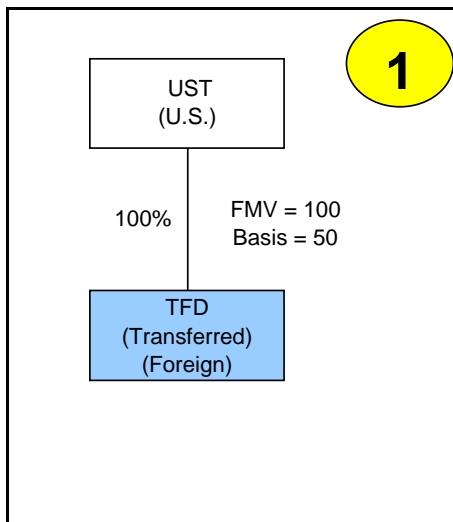 1
UST
(U.S.)
100%
FMV = 100
Basis = 50
TFD
(Transferred)
(Foreign)